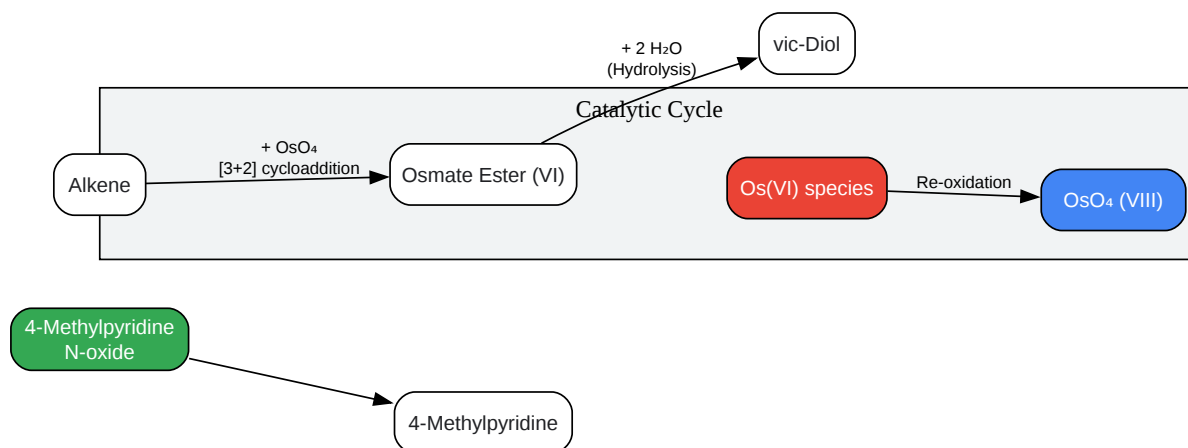 vic-Diol
+ 2 H₂O
(Hydrolysis)
Catalytic Cycle
+ OsO₄
[3+2] cycloaddition
Alkene
Osmate Ester (VI)
Os(VI) species
Re-oxidation
OsO₄ (VIII)
4-Methylpyridine
N-oxide
4-Methylpyridine